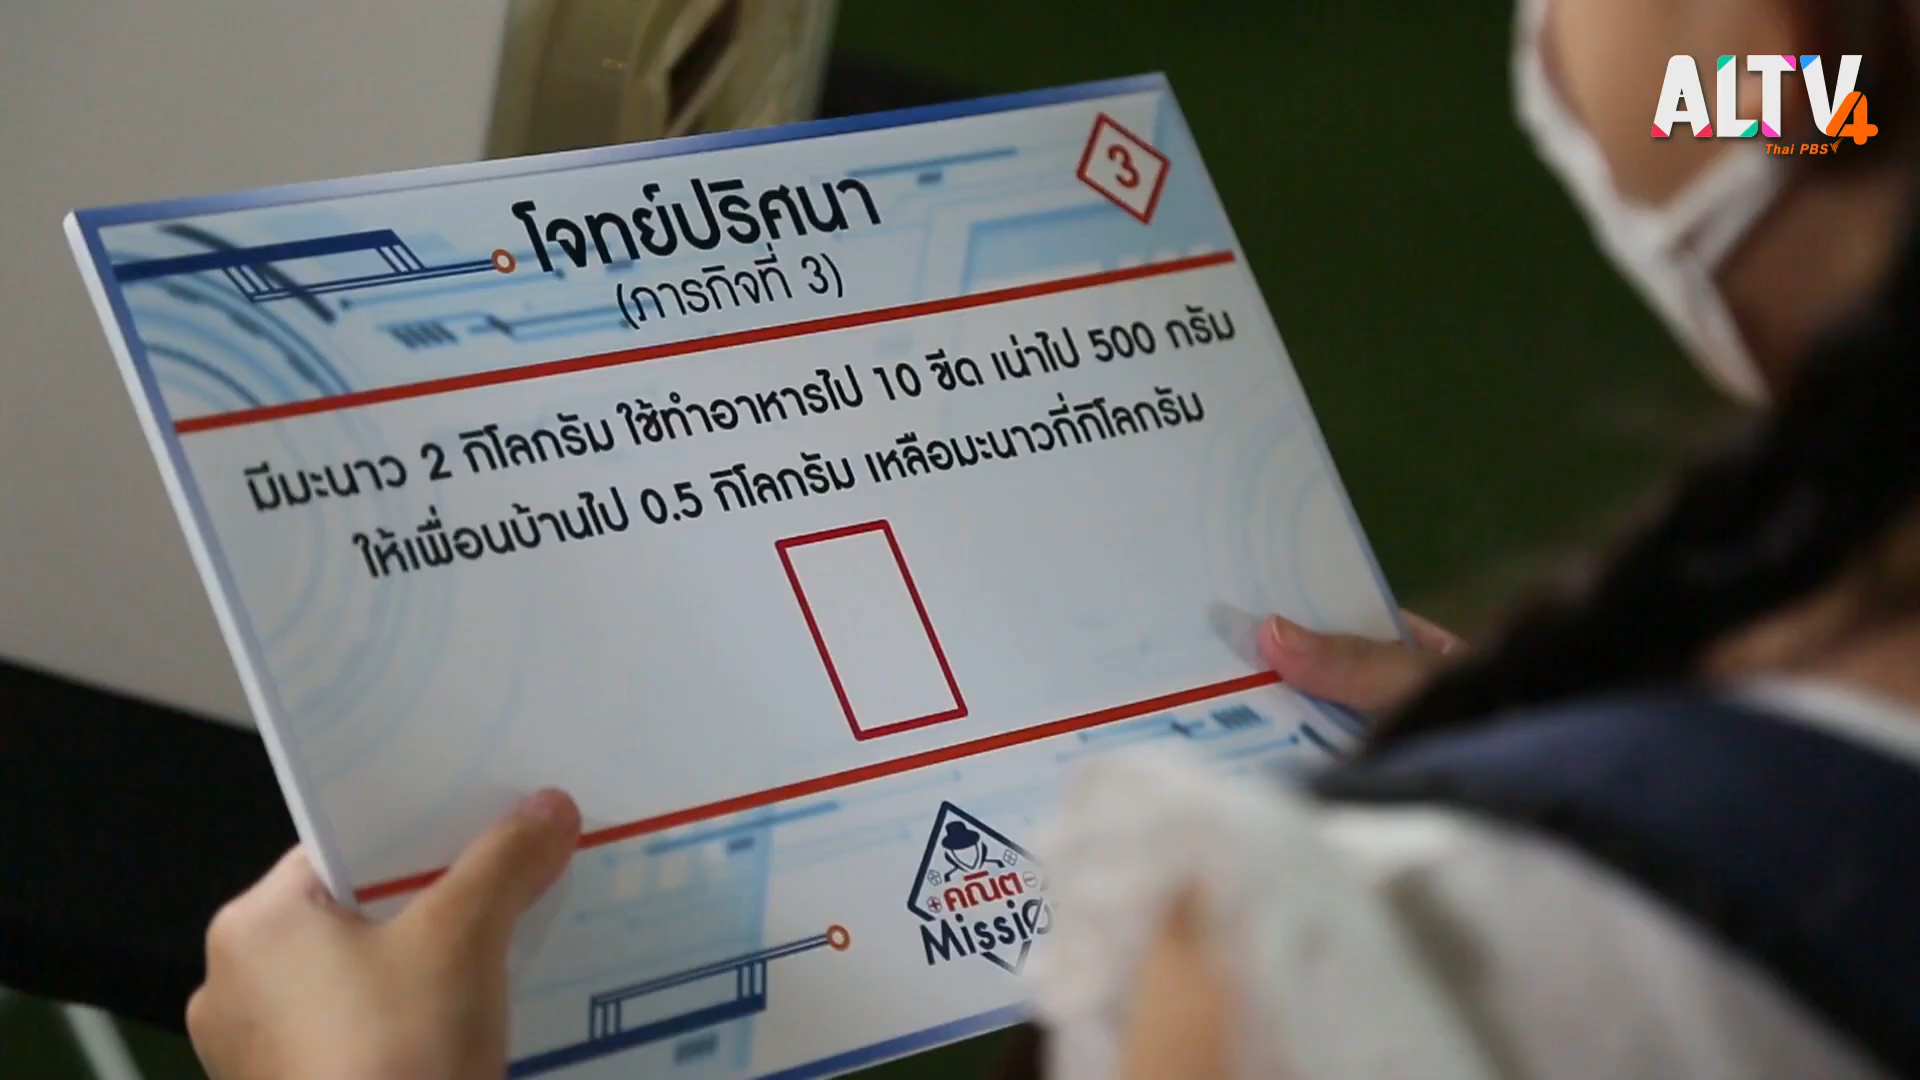 ALTV4
Thai PBS
3
โจทย์ปริศนา
(ภารกิจที่ 3)
มีมะนาว 2 กิโลกรัม ใช้ทำอาหารไป 10 ขีด เน่าไป 500 กรัม
ให้เพื่อนบ้านไป 0.5 กิโลกรัม เหลือมะนาวกี่กิโลกรัม
คณิต
Missio